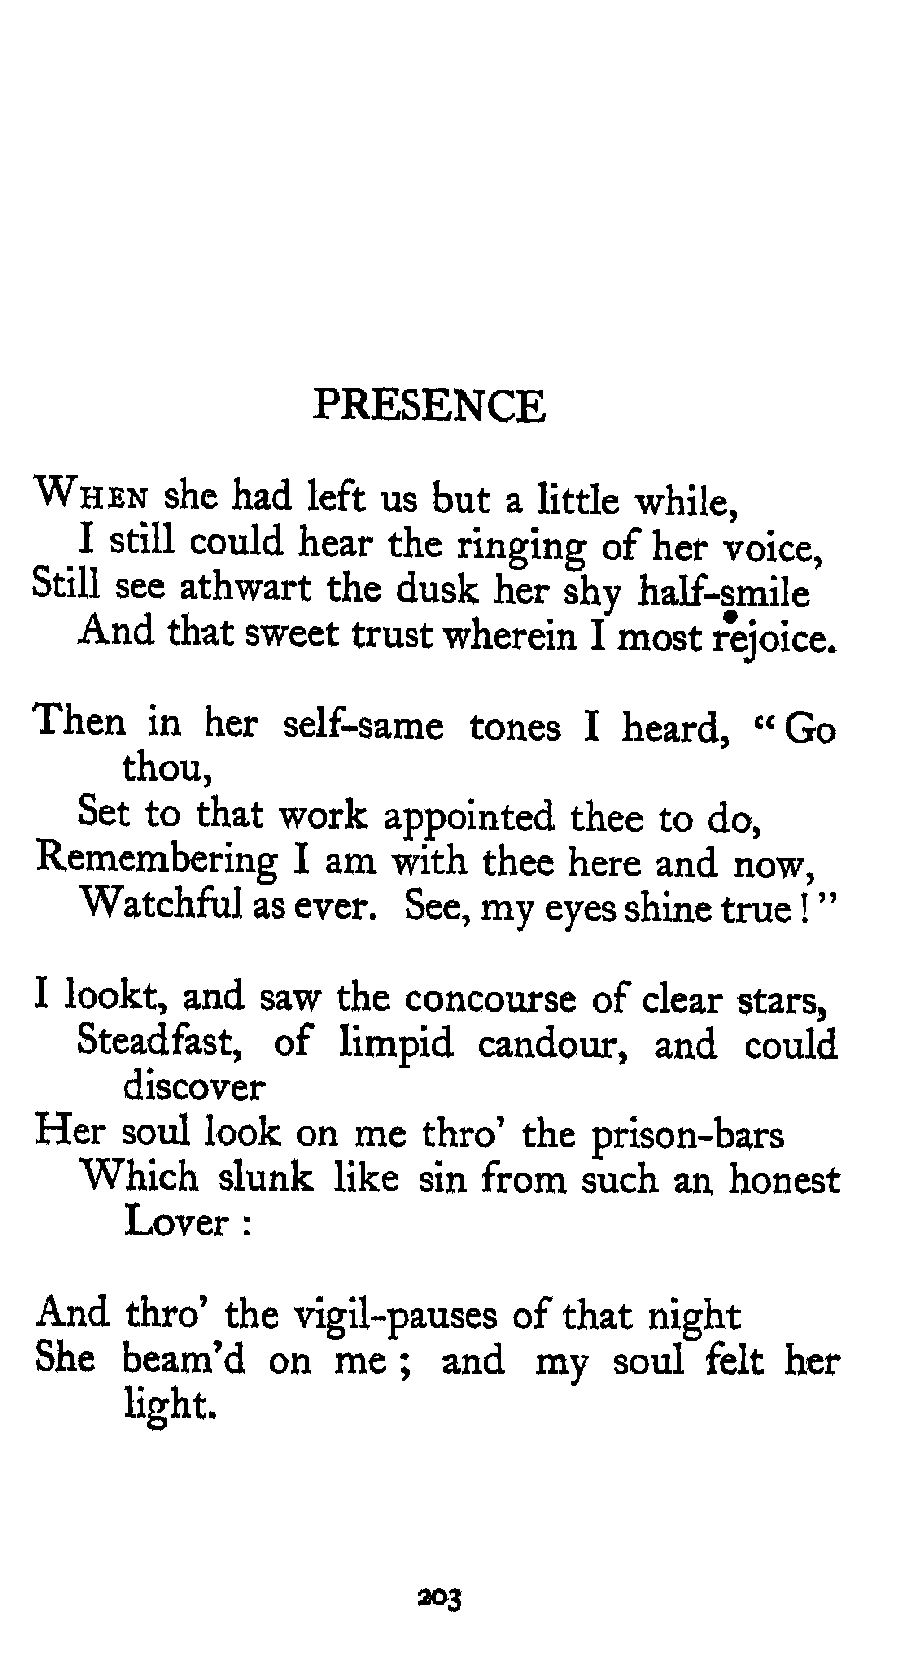 PRESENCE
WHEN she had left us but a little while,
I still could hear the ringing of her voice,
Still see athwart the dusk her shy half-smile
And that sweet trust wherein I most rejoice.
Then in her self-same tones I heard, “Go
thou,
Set to that work appointed thee to do,
Remembering I am with thee here and now,
Watchful as ever. See, my eyes shine true!”
I lookt, and saw the concourse of clear stars,
Steadfast, of limpid candour, and could
discover
Her soul look on me thro’ the prison-bars
Which slunk like sin from such an honest
Lover :
And thro’ the vigil-pauses of that night
She beam’d on me ; and my soul felt her
light.
203